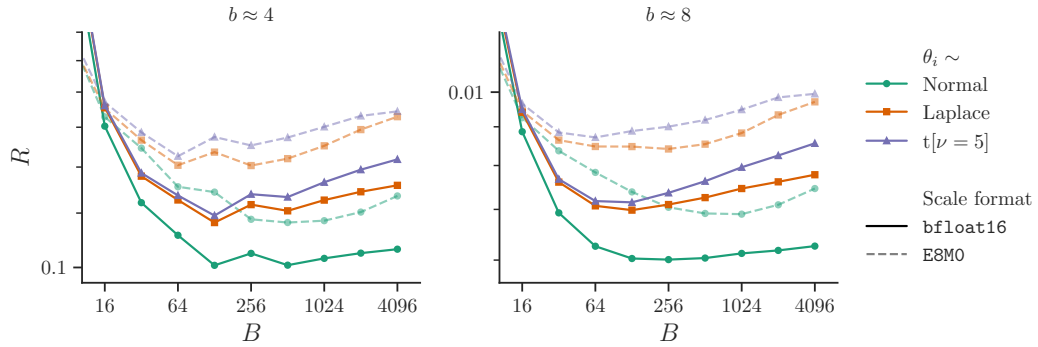 b ≈ 4
R
0.1
16 64 256 1024 4096
B
b ≈ 8
0.01
16 64 256 1024 4096
B
θ_i ∼
Normal
Laplace
t[ν = 5]
Scale format
bfloat16
E8M0